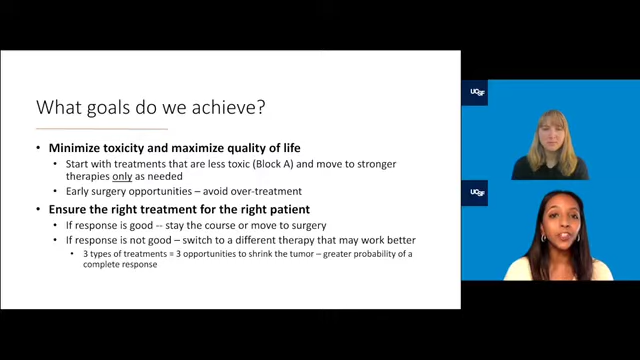 What goals do we achieve?
• Minimize toxicity and maximize quality of life
• Start with treatments that are less toxic (Block A) and move to stronger
therapies only as needed
• Early surgery opportunities – avoid over-treatment
• Ensure the right treatment for the right patient
• If response is good -- stay the course or move to surgery
• If response is not good – switch to a different therapy that may work better
• 3 types of treatments = 3 opportunities to shrink the tumor – greater probability of a
complete response
UCSF
UCSF